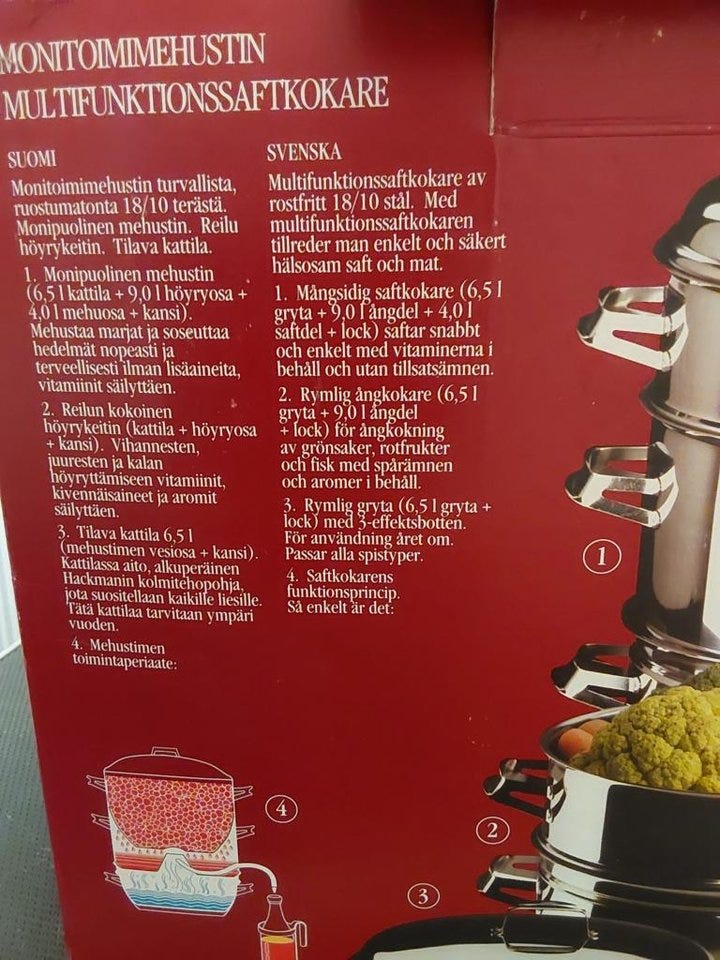 MONITOIMIMEHUSTIN
MULTIFUNKTIONSSAFTKOKARE
SUOMI
Monitoimimehustin turvallista,
ruostumatonta 18/10 terästä.
Monipuolinen mehustin. Reilu
höyrykeitin. Tilava kattila.
1. Monipuolinen mehustin
(6,5 l kattila + 9,0 l höyryosa +
4,0 l mehuosa + kansi).
Mehustaa marjat ja soseuttaa
hedelmät nopeasti ja
terveellisesti ilman lisäaineita,
vitamiinit säilyttäen.
2. Reilun kokoinen
höyrykeitin (kattila + höyryosa
+ kansi). Vihannesten,
juuresten ja kalan
höyryttämiseen vitamiinit,
kivennäisaineet ja aromit
säilyttäen.
3. Tilava kattila 6,5 l
(mehustimen vesiosa + kansi).
Kattilassa aito, alkuperäinen
Hackmanin kolmitehopohja,
jota suositellaan kaikille liesille.
Tätä kattilaa tarvitaan ympäri
vuoden.
4. Mehustimen
toimintaperiaate:
SVENSKA
Multifunktionssaftkokare av
rostfritt 18/10 stål. Med
multifunktionssaftkokaren
tillreder man enkelt och säkert
hälsosam saft och mat.
1. Mångsidig saftkokare (6,5 l
gryta + 9,0 l ångdel + 4,0 l
saftdel + lock) saftar snabbt
och enkelt med vitaminerna i
behåll och utan tillsatsämnen.
2. Rymlig ångkokare (6,5 l
gryta + 9,0 l ångdel
+ lock) för ångkokning
av grönsaker, rotfrukter
och fisk med spårämnen
och aromer i behåll.
3. Rymlig gryta (6,5 l gryta +
lock) med 3-effektsbotten.
För användning året om.
Passar alla spistyper.
4. Saftkokarens
funktionsprincip.
Så enkelt är det:
1
4
2
3